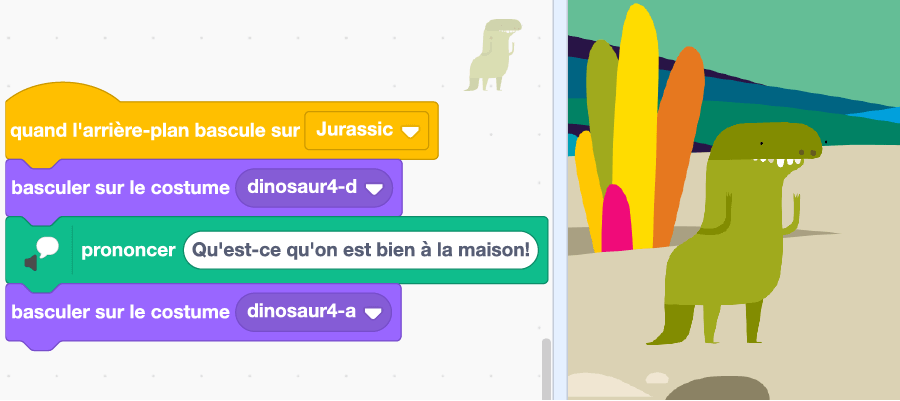 quand l'arrière-plan bascule sur Jurassic
basculer sur le costume dinosaur4-d
prononcer Qu'est-ce qu'on est bien à la maison!
basculer sur le costume dinosaur4-a